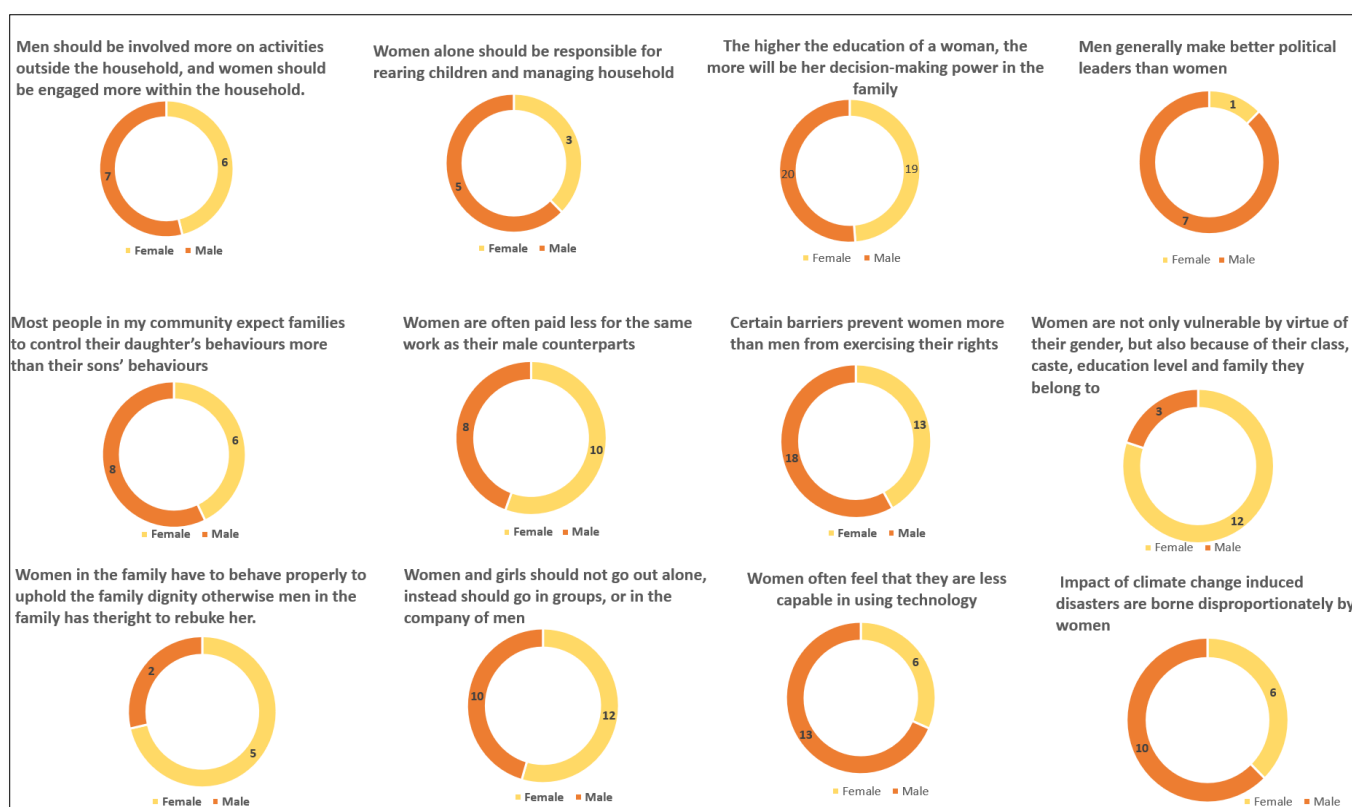 Men should be involved more on activities
outside the household, and women should
be engaged more within the household.
7
6
Female Male
Women alone should be responsible for
rearing children and managing household
3
5
Female Male
The higher the education of a woman, the
more will be her decision-making power in the
family
20
19
Female Male
Men generally make better political
leaders than women
1
7
Female Male
Most people in my community expect families
to control their daughter's behaviours more
than their sons' behaviours
6
8
Female Male
Women are often paid less for the same
work as their male counterparts
8
10
Female Male
Certain barriers prevent women more
than men from exercising their rights
13
18
Female Male
Women are not only vulnerable by virtue of
their gender, but also because of their class,
caste, education level and family they
belong to
3
12
Female Male
Women in the family have to behave properly to
uphold the family dignity otherwise men in the
family has theright to rebuke her.
2
5
Female Male
Women and girls should not go out alone,
instead should go in groups, or in the
company of men
10
12
Female Male
Women often feel that they are less
capable in using technology
6
13
Female Male
Impact of climate change induced
disasters are borne disproportionately by
women
6
10
Female Male